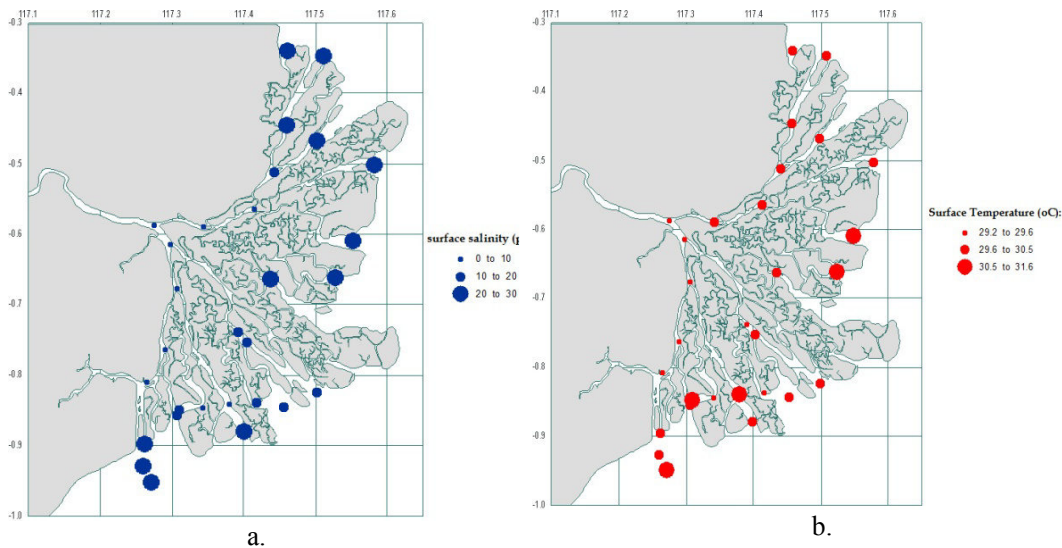 117.1 117.2 117.3 117.4 117.5 117.6
-0.3
-0.4
-0.5
-0.6
-0.7
-0.8
-0.9
-1.0
surface salinity (p
0 to 10
10 to 20
20 to 30
a.
117.1 117.2 117.3 117.4 117.5 117.6
-0.3
-0.4
-0.5
-0.6
-0.7
-0.8
-0.9
-1.0
Surface Temperature (oC):
29.2 to 29.6
29.6 to 30.5
30.5 to 31.6
b.